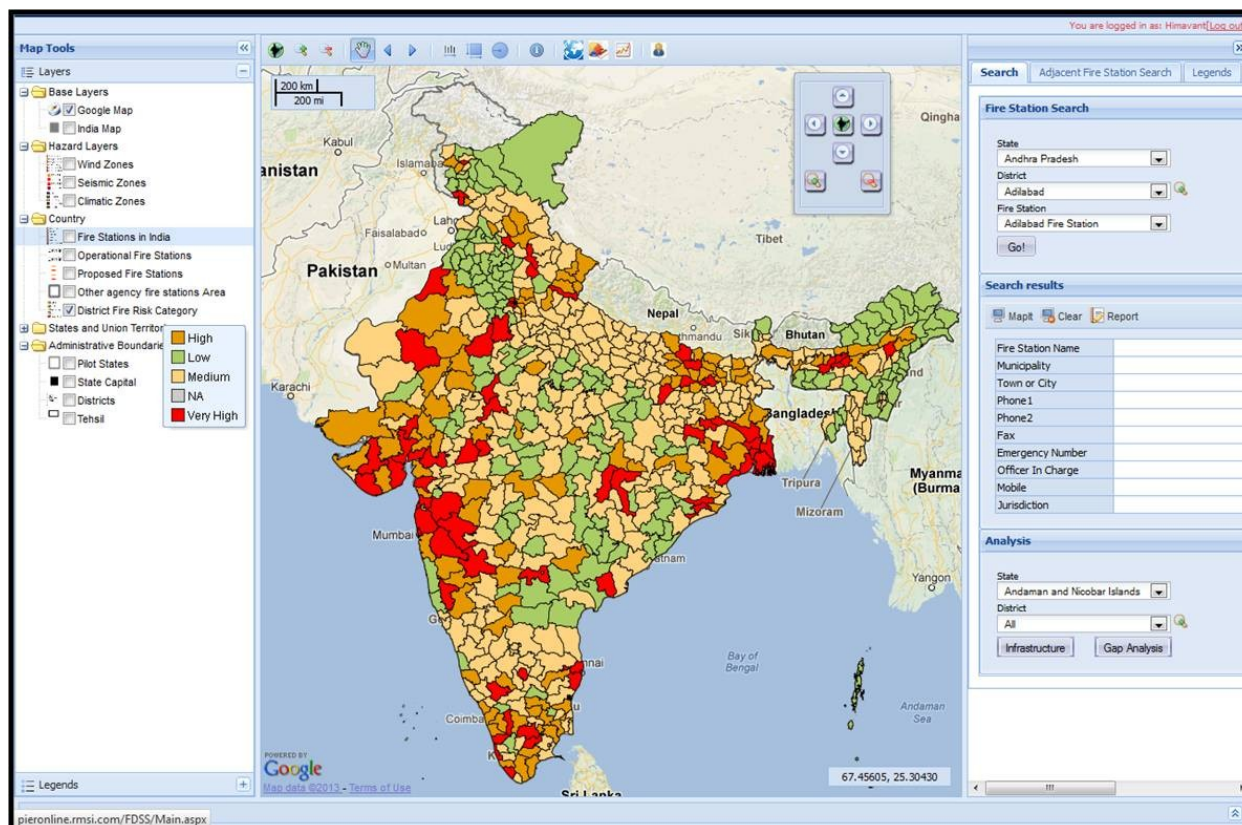 You are logged in as: Himavant[Log out
Map Tools
Layers
Base Layers
Google Map
India Map
Hazard Layers
Wind Zones
Seismic Zones
Climatic Zones
Country
Fire Stations in India
Operational Fire Stations
Proposed Fire Stations
Other agency fire stations Area
District Fire Risk Category
States and Union Territori
Administrative Boundarie
Pilot States
State Capital
Districts
Tehsil
High
Low
Medium
NA
Very High
Legends
200 km
200 mi
Kabul
Islamabad
anistan
Qingha
Laho
Faisalabad
Multan
Pakistan
Tibet
Nepal
thmandu
Sik
Bhutan
Karachi
Bangladesh
Tripura
Mizoram
Myanma
(Burma
Mumbai
atnam
Yangon
Bay of
Bengal
nnai
Coimba
Andaman
Sea
Sri Lanka
POWERED BY
Google
Map data ©2013 - Terms of Use
67.45605, 25.30430
Search
Adjacent Fire Station Search
Legends
Fire Station Search
State
Andhra Pradesh
District
Adilabad
Fire Station
Adilabad Fire Station
Go!
Search results
MapIt Clear Report
Fire Station Name
Municipality
Town or City
Phone1
Phone2
Fax
Emergency Number
Officer In Charge
Mobile
Jurisdiction
Analysis
State
Andaman and Nicobar Islands
District
All
Infrastructure Gap Analysis
pieronline.rmsi.com/FDSS/Main.aspx